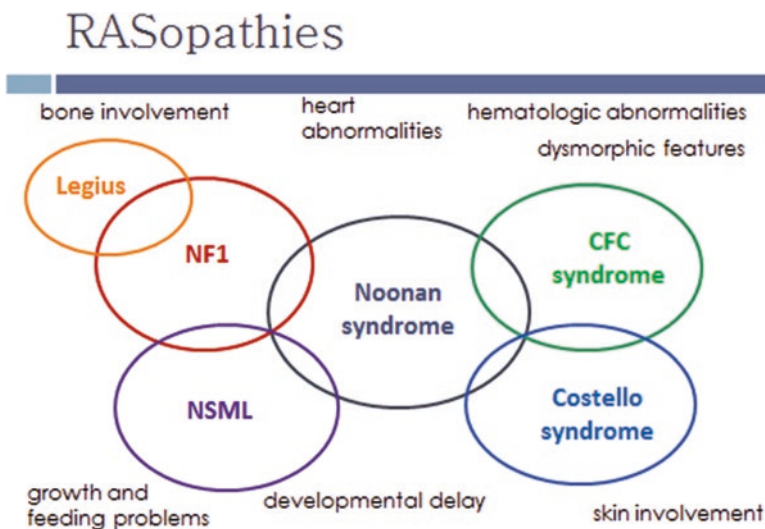 RASopathies
bone involvement
heart
abnormalities
hematologic abnormalities
dysmorphic features
Legius
NF1
Noonan
syndrome
CFC
syndrome
NSML
Costello
syndrome
growth and
feeding problems
developmental delay
skin involvement